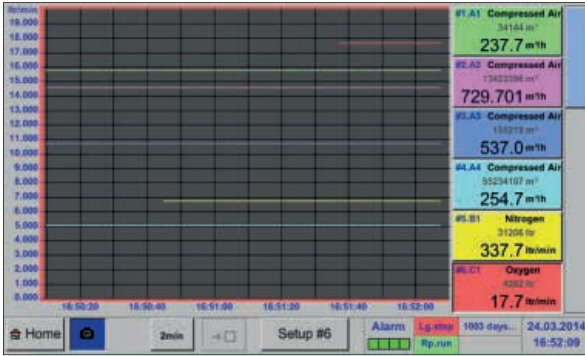 ltr/min
19.000
18.000
17.000
16.000
15.000
14.000
13.000
12.000
11.000
10.000
9.000
8.000
7.000
6.000
5.000
4.000
3.000
2.000
1.000
0.000
16:50:20 16:50:40 16:51:00 16:51:20 16:51:40 16:52:00
#1.A1 Compressed Air
34144 m³
237.7 m³/h
#2.A2 Compressed Air
13423396 m³
729.701 m³/h
#3.A3 Compressed Air
m³
537.0 m³/h
#4.A4 Compressed Air
95234107 m³
254.7 m³/h
#5.B1 Nitrogen
31206 ltr
337.7 ltr/min
#6.C1 Oxygen
4202 ltr
17.7 ltr/min
Home
2min
Setup #6
Alarm
Lg.stop
Rp.run
1003 days...
24.03.2014
16:52:09